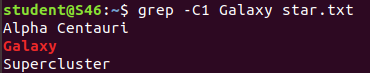 student@S46:~$ grep -C1 Galaxy star.txt
Alpha Centauri
Galaxy
Supercluster